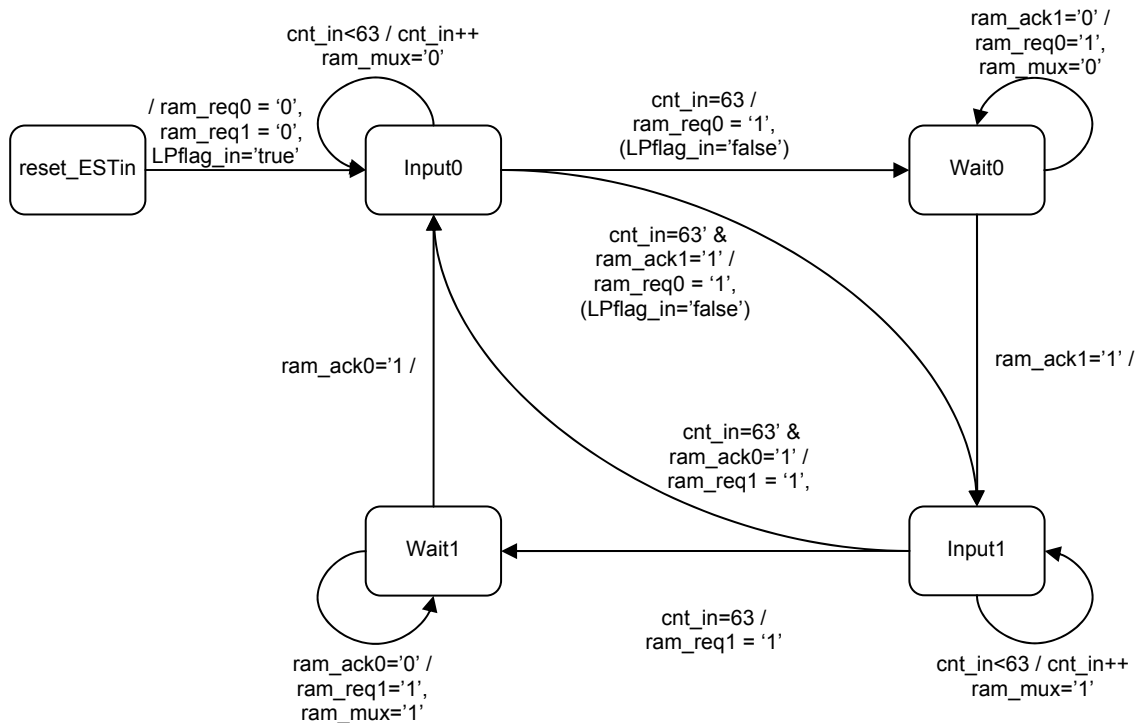 cnt_in<63 / cnt_in++
ram_mux='0'
ram_ack1='0' /
ram_req0='1',
ram_mux='0'
/ ram_req0 = ‘0’,
ram_req1 = ‘0’,
LPflag_in=’true’
cnt_in=63 /
ram_req0 = ‘1’,
(LPflag_in=’false’)
reset_ESTin
Input0
Wait0
cnt_in=63’ &
ram_ack1=’1’ /
ram_req0 = ‘1’,
(LPflag_in=’false’)
ram_ack0=’1 /
ram_ack1=’1’ /
cnt_in=63’ &
ram_ack0=’1’ /
ram_req1 = ‘1’,
Wait1
Input1
cnt_in=63 /
ram_req1 = ‘1’
ram_ack0='0' /
ram_req1='1',
ram_mux='1'
cnt_in<63 / cnt_in++
ram_mux='1'